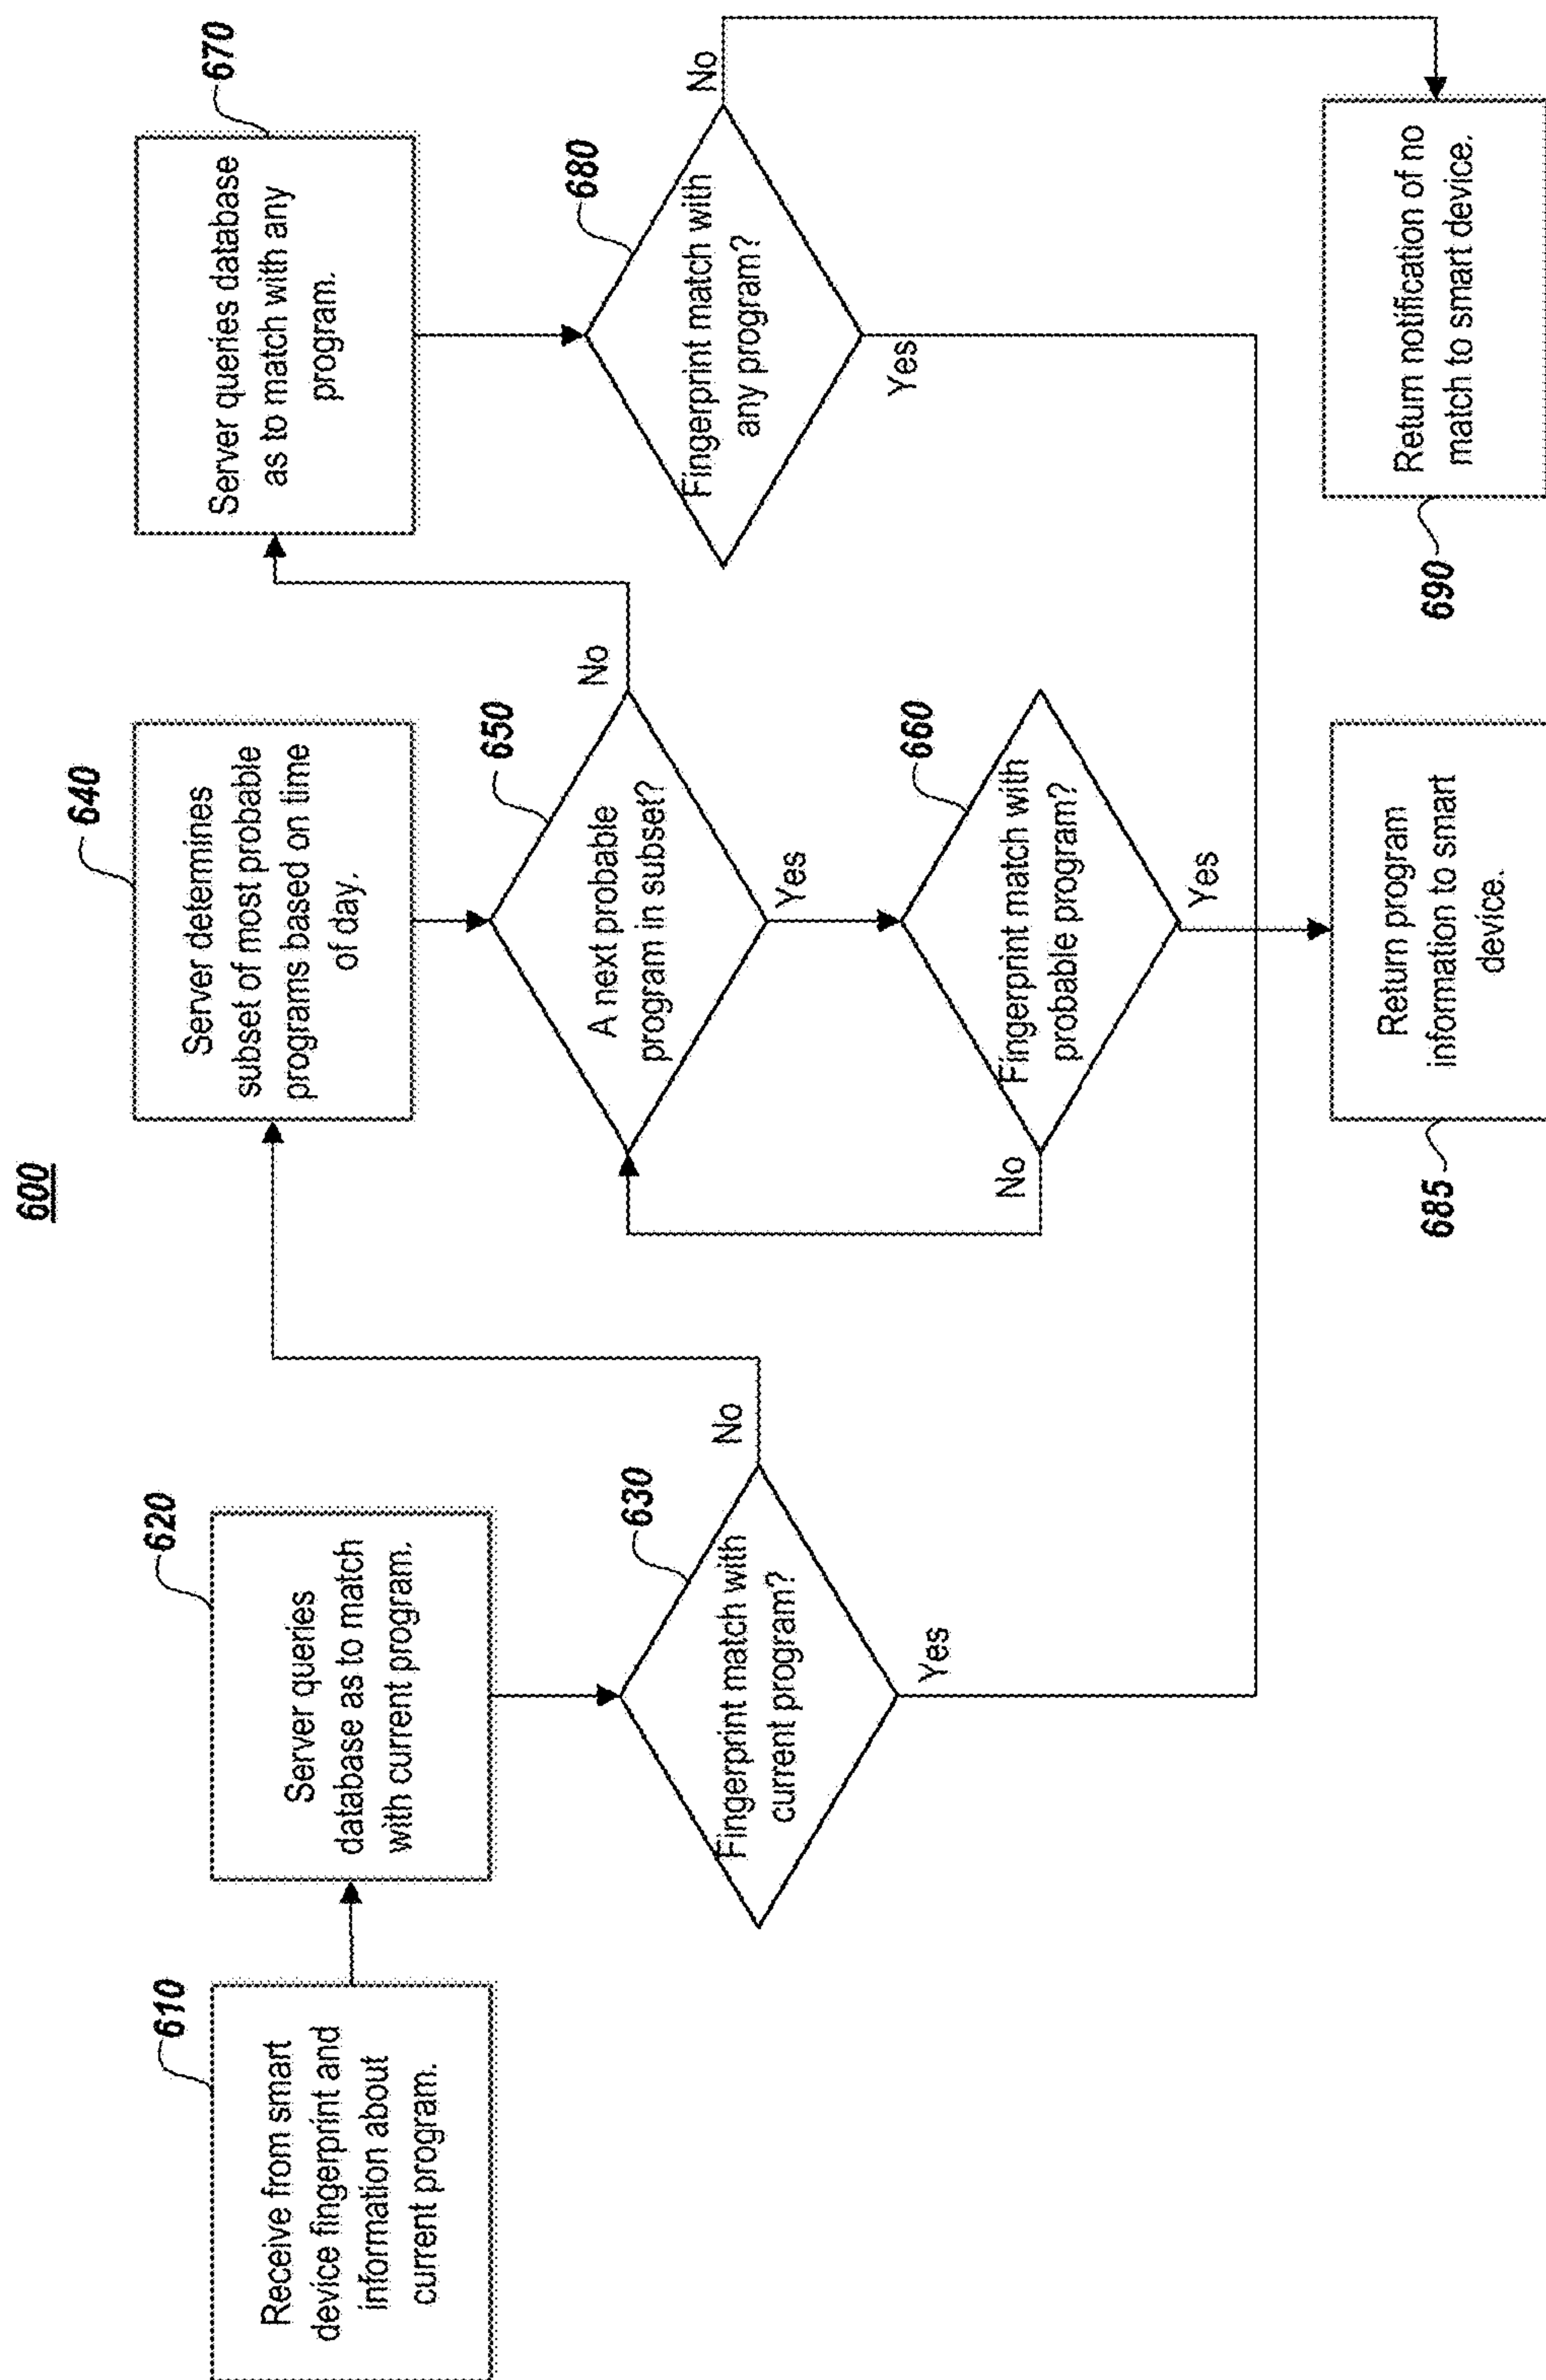 600
610
Receive from smart
device fingerprint and
information about
current program.
620
Server queries
database as to match
with current program.
630
Fingerprint match with
current program?
No
Yes
640
Server determines
subset of most probable
programs based on time
of day.
650
A next probable
program in subset?
No
Yes
660
Fingerprint match with
probable program?
No
Yes
670
Server queries database
as to match with any
program.
680
Fingerprint match with
any program?
No
Yes
685
Return program
information to smart
device.
690
Return notification of no
match to smart device.